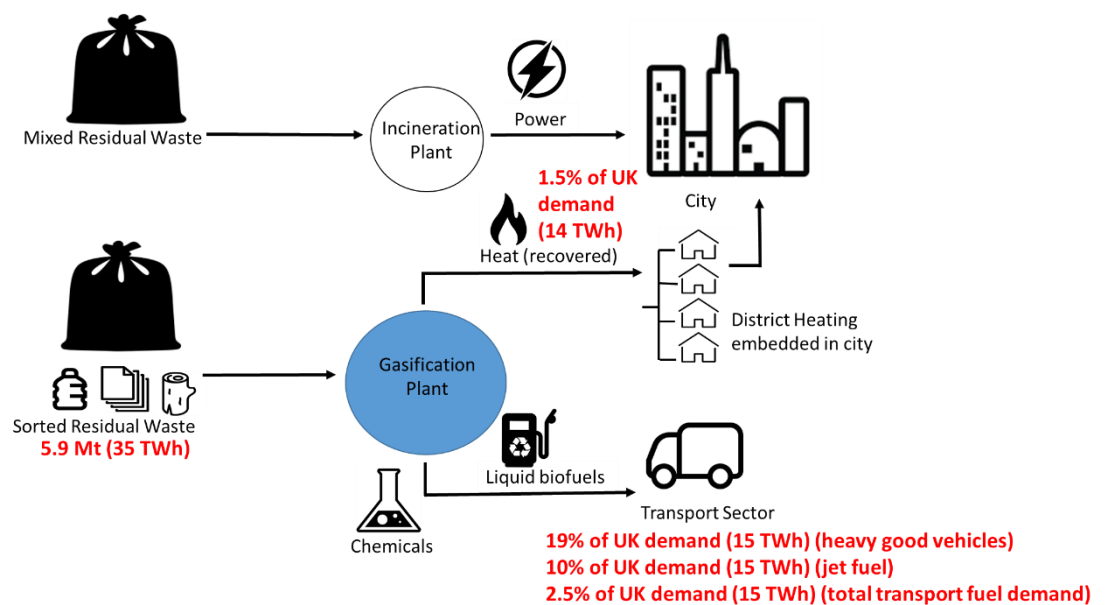 Mixed Residual Waste
Incineration
Plant
Power
City
1.5% of UK
demand
(14 TWh)
Heat (recovered)
District Heating
embedded in city
Gasification
Plant
Sorted Residual Waste
5.9 Mt (35 TWh)
Liquid biofuels
Chemicals
Transport Sector
19% of UK demand (15 TWh) (heavy good vehicles)
10% of UK demand (15 TWh) (jet fuel)
2.5% of UK demand (15 TWh) (total transport fuel demand)